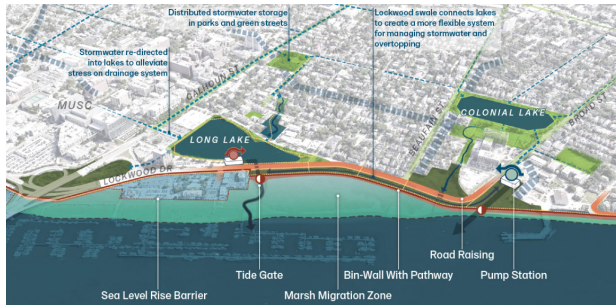 Distributed stormwater storage
in parks and green streets
Lockwood swale connects lakes
to create a more flexible system
for managing stormwater and
overtopping
Stormwater re-directed
into lakes to alleviate
stress on drainage system
CALHOUN ST
MUSC
COLONIAL LAKE
BROAD ST
LONG LAKE
LOCKWOOD DR
Road Raising
Tide Gate
Bin-Wall With Pathway
Pump Station
Sea Level Rise Barrier
Marsh Migration Zone